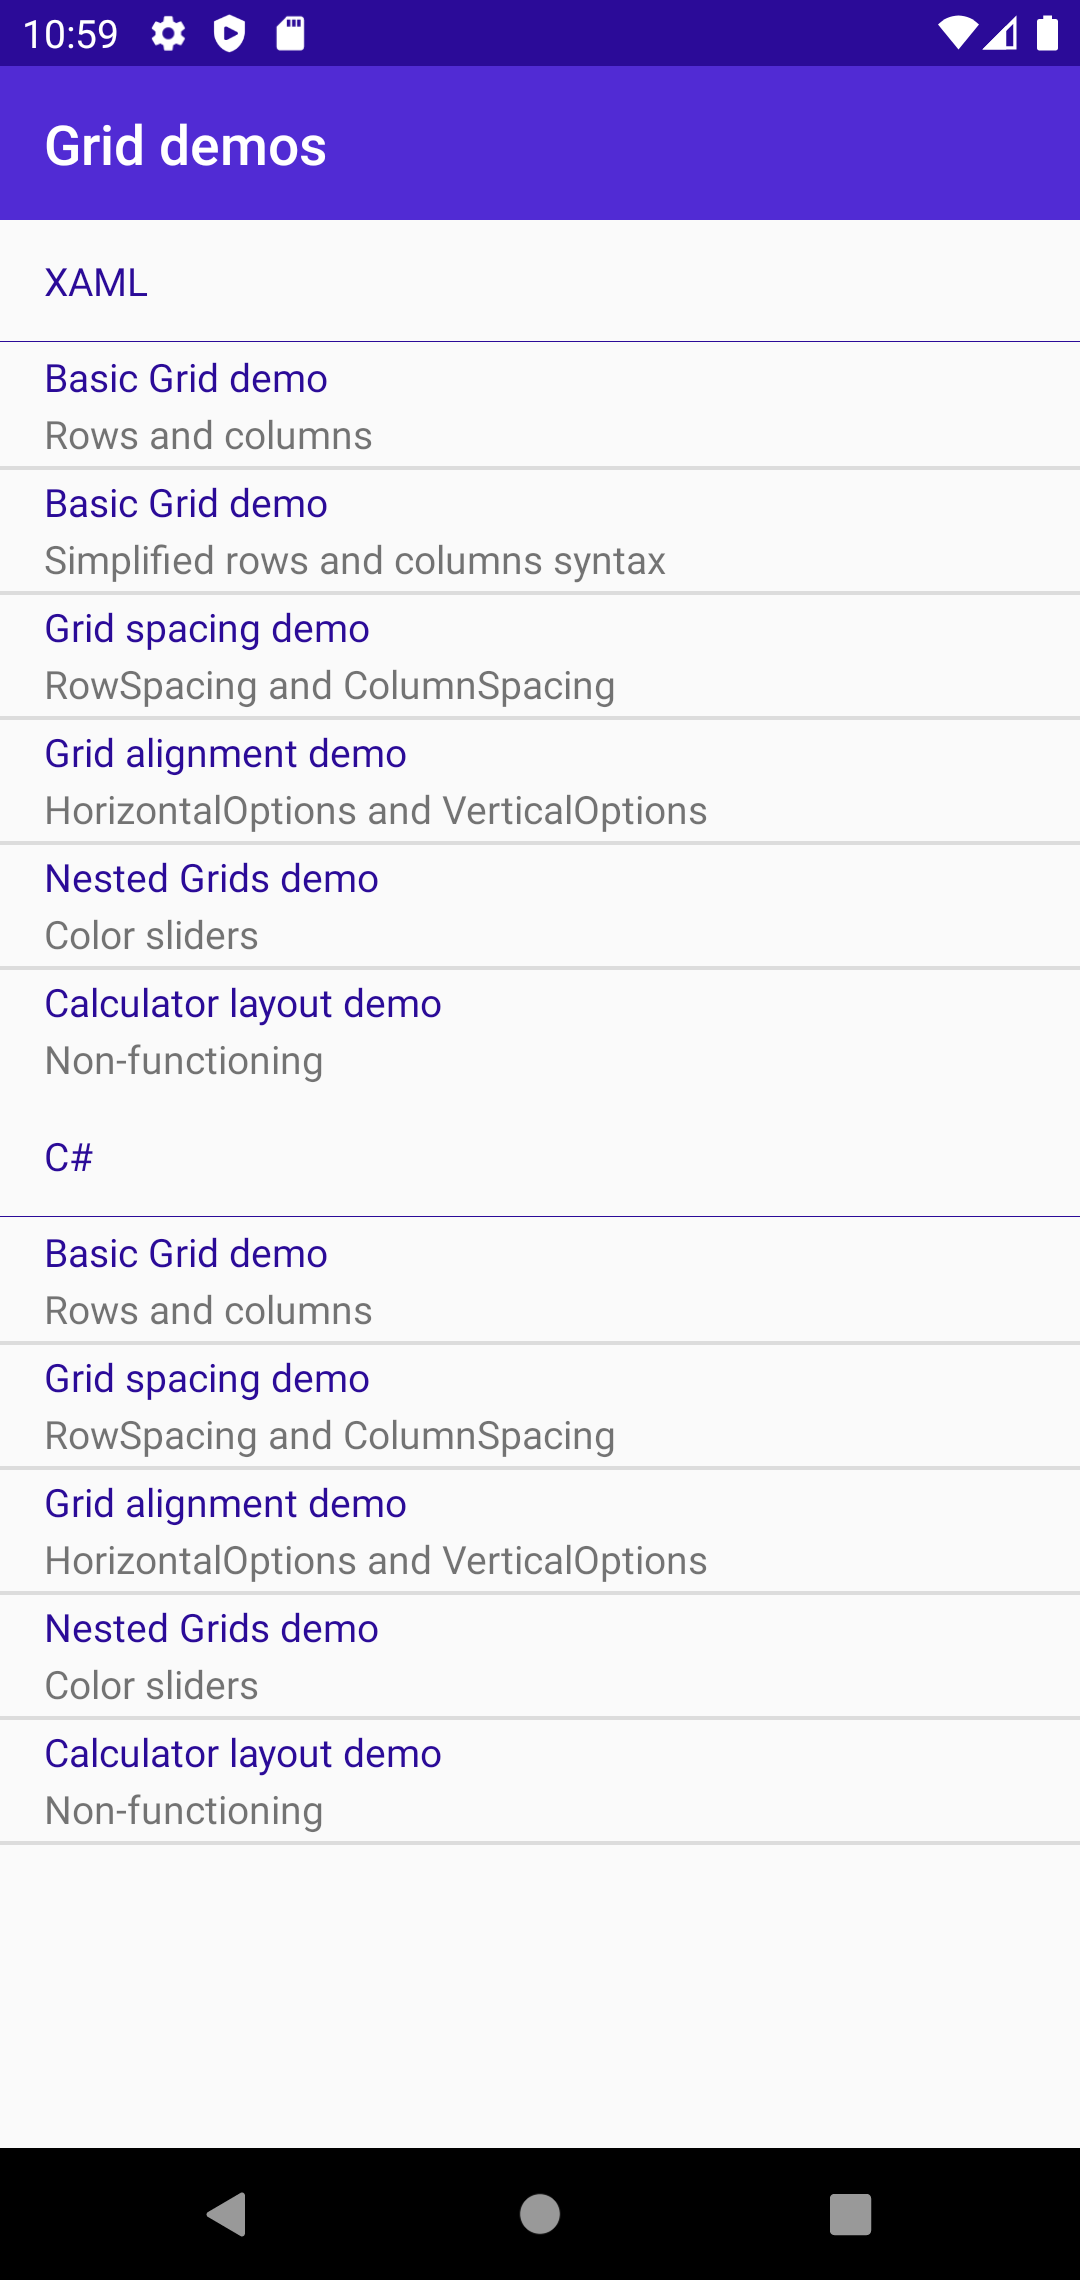 10:59
Grid demos
XAML
Basic Grid demo
Rows and columns
Basic Grid demo
Simplified rows and columns syntax
Grid spacing demo
RowSpacing and ColumnSpacing
Grid alignment demo
HorizontalOptions and VerticalOptions
Nested Grids demo
Color sliders
Calculator layout demo
Non-functioning
C#
Basic Grid demo
Rows and columns
Grid spacing demo
RowSpacing and ColumnSpacing
Grid alignment demo
HorizontalOptions and VerticalOptions
Nested Grids demo
Color sliders
Calculator layout demo
Non-functioning